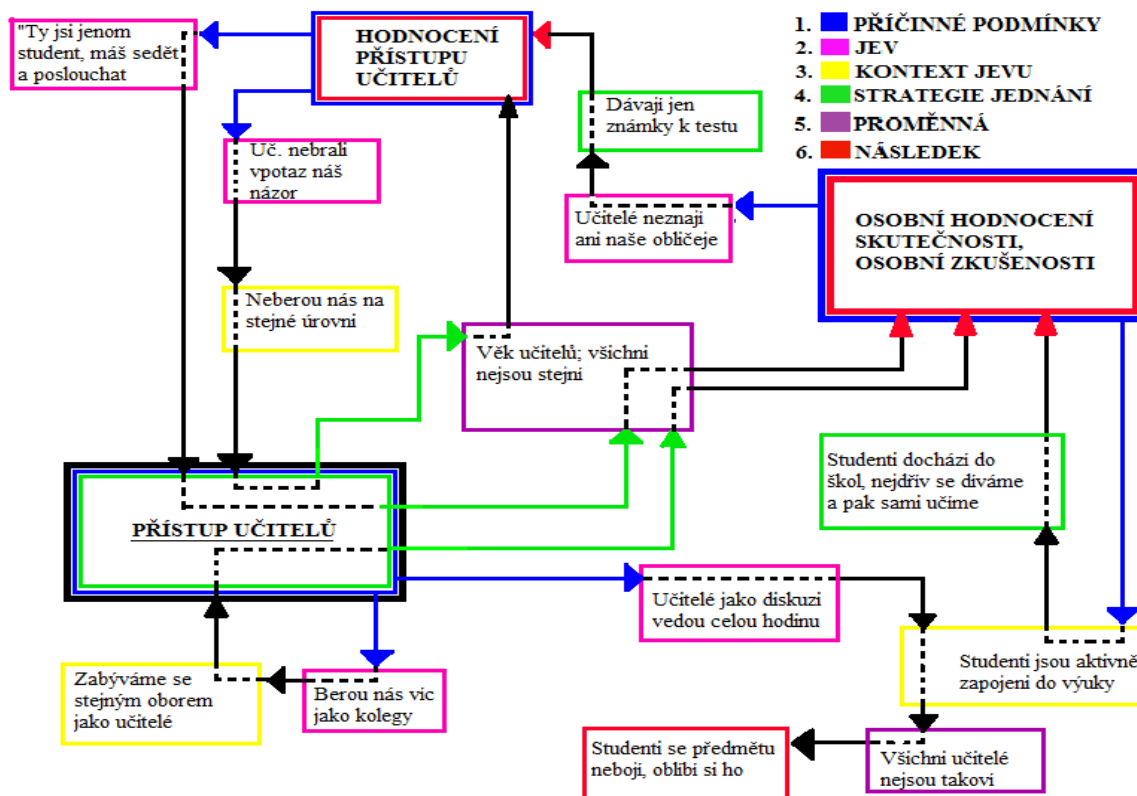 "Ty jsi jenom
student, máš sedět
a poslouchat
HODNOCENÍ
PŘÍSTUPU
UČITELŮ
1. PŘÍČINNÉ PODMÍNKY
2. JEV
3. KONTEXT JEVU
4. STRATEGIE JEDNÁNÍ
5. PROMĚNNÁ
6. NÁSLEDEK
Dávají jen
známky k testu
Uč. nebrali
vpotaz náš
názor
Učitelé neznají
ani naše obličeje
OSOBNÍ HODNOCENÍ
SKUTEČNOSTI,
OSOBNÍ ZKUŠENOSTI
Neberou nás na
stejné úrovni
Věk učitelů; všichni
nejsou stejní
Studenti dochází do
škol, nejdřív se díváme
a pak sami učíme
PŘÍSTUP UČITELŮ
Učitelé jako diskuzi
vedou celou hodinu
Studenti jsou aktivně
zapojeni do výuky
Zabýváme se
stejným oborem
jako učitelé
Berou nás víc
jako kolegy
Studenti se předmětu
nebojí, oblíbí si ho
Všichni učitelé
nejsou takoví